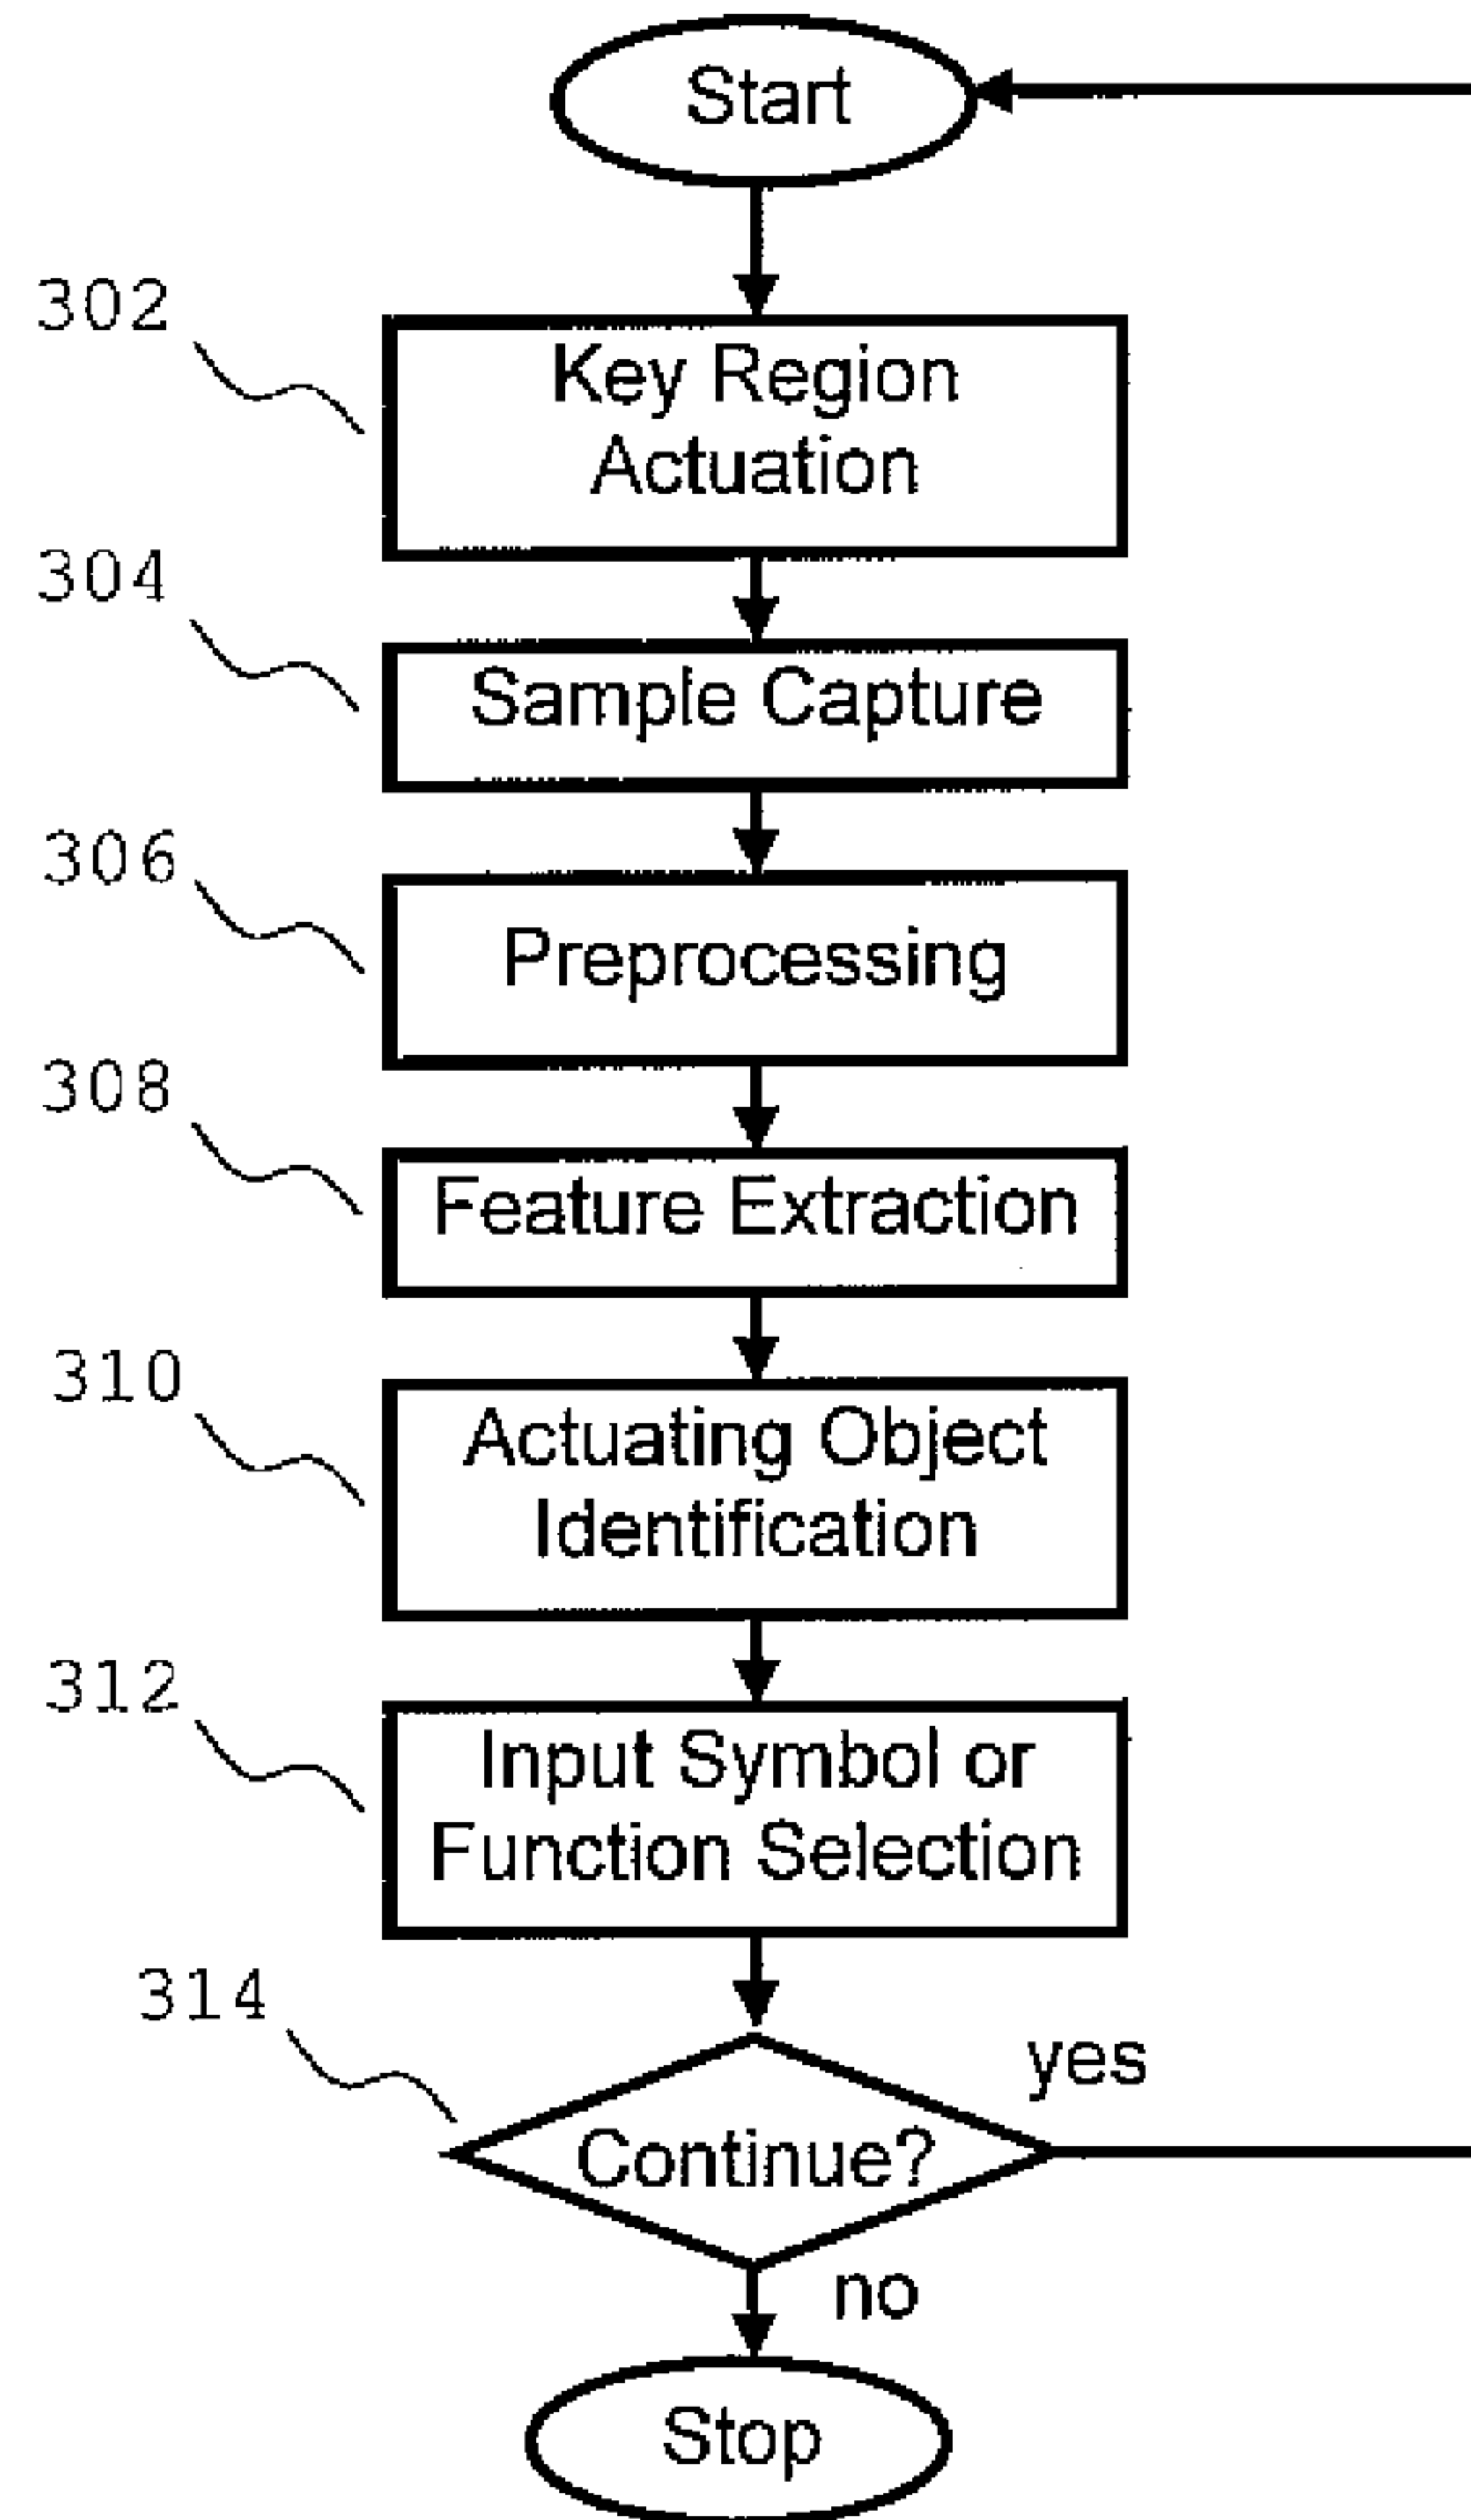 Start
302
Key Region
Actuation
304
Sample Capture
306
Preprocessing
308
Feature Extraction
310
Actuating Object
Identification
312
Input Symbol or
Function Selection
314
yes
Continue?
no
Stop